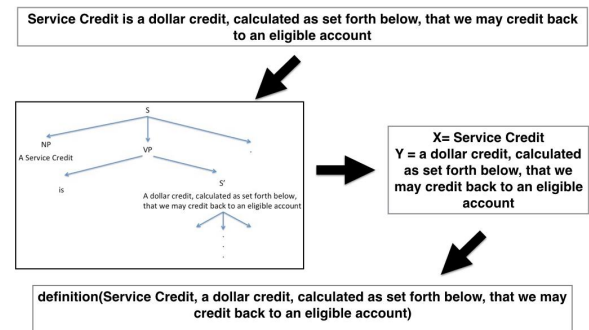 Service Credit is a dollar credit, calculated as set forth below, that we may credit back
to an eligible account
S
NP
A Service Credit
VP
.
is
S'
A dollar credit, calculated as set forth below,
that we may credit back to an eligible account
.
.
.
.
X= Service Credit
Y = a dollar credit, calculated
as set forth below, that we
may credit back to an eligible
account
definition(Service Credit, a dollar credit, calculated as set forth below, that we may
credit back to an eligible account)